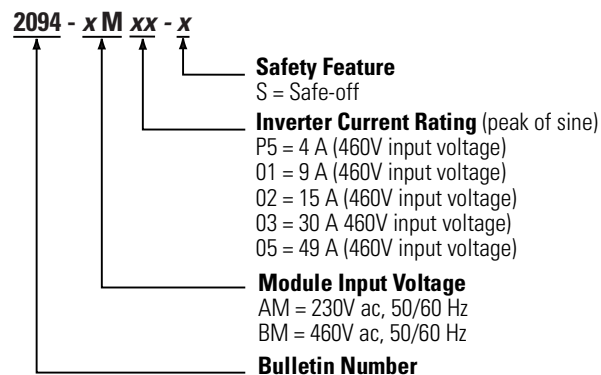 2094 - x M xx - x
Safety Feature
S = Safe-off
Inverter Current Rating (peak of sine)
P5 = 4 A (460V input voltage)
01 = 9 A (460V input voltage)
02 = 15 A (460V input voltage)
03 = 30 A 460V input voltage)
05 = 49 A (460V input voltage)
Module Input Voltage
AM = 230V ac, 50/60 Hz
BM = 460V ac, 50/60 Hz
Bulletin Number